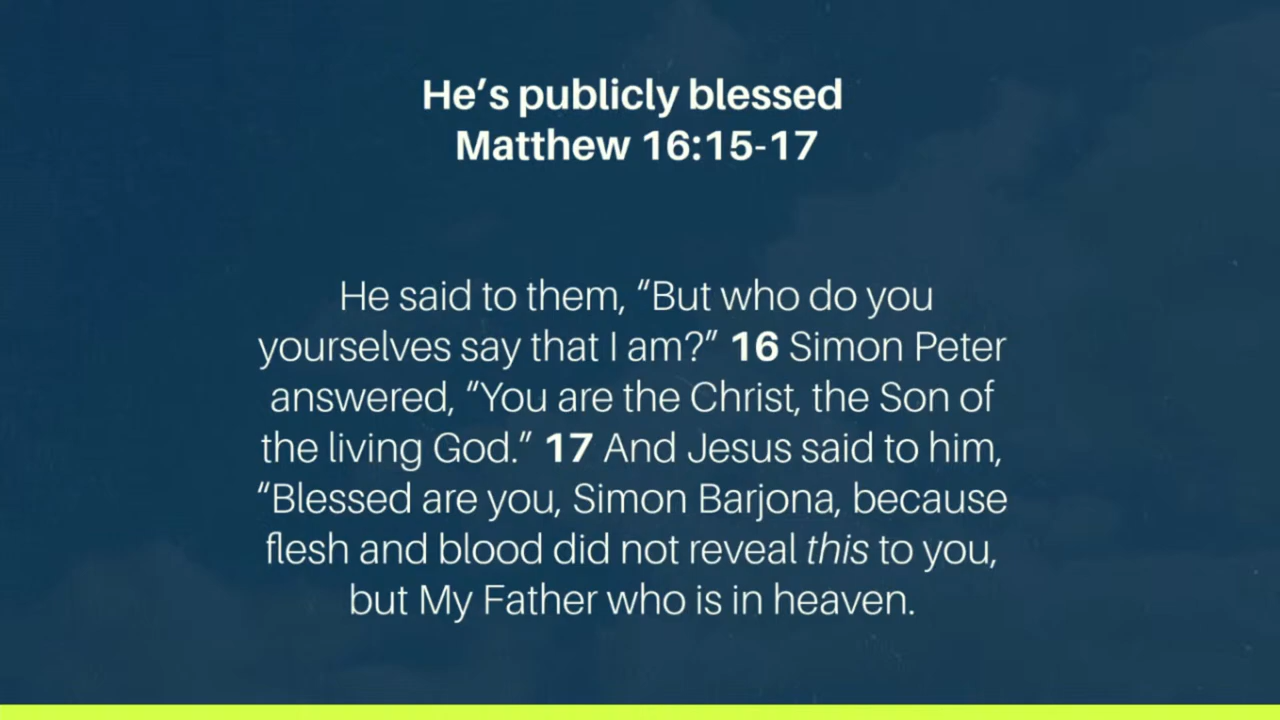 He’s publicly blessed
Matthew 16:15-17
He said to them, “But who do you
yourselves say that I am?” 16 Simon Peter
answered, “You are the Christ, the Son of
the living God.” 17 And Jesus said to him,
“Blessed are you, Simon Barjona, because
flesh and blood did not reveal this to you,
but My Father who is in heaven.